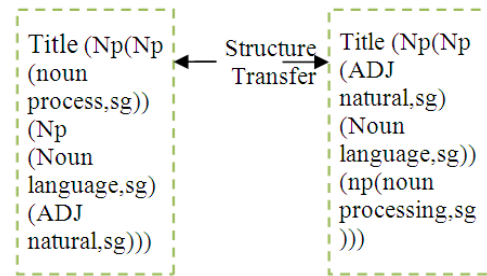 Title (Np(Np
(noun
process,sg))
(Np
(Noun
language,sg)
(ADJ
natural,sg)))
Structure
Transfer
Title (Np(Np
(ADJ
natural,sg)
(Noun
language,sg))
(np(noun
processing,sg
)))